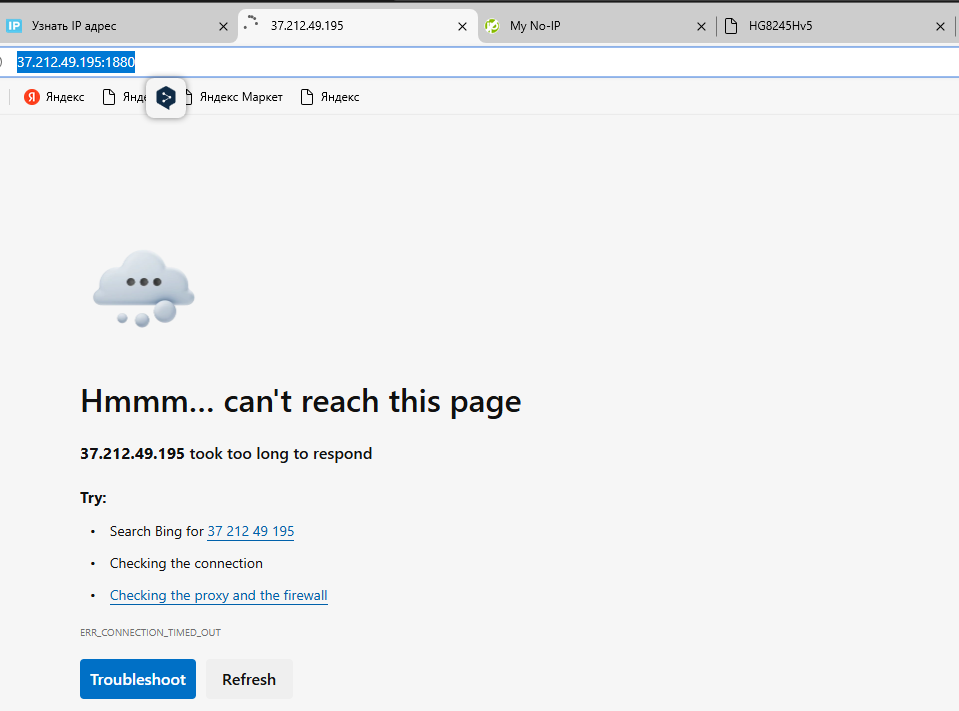 IP Узнать IP адрес 37.212.49.195 My No-IP HG8245Hv5
37.212.49.195:1880
Я Яндекс Янде Яндекс Маркет Яндекс
Hmmm... can't reach this page
37.212.49.195 took too long to respond
Try:
• Search Bing for 37 212 49 195
• Checking the connection
• Checking the proxy and the firewall
ERR_CONNECTION_TIMED_OUT
Troubleshoot Refresh